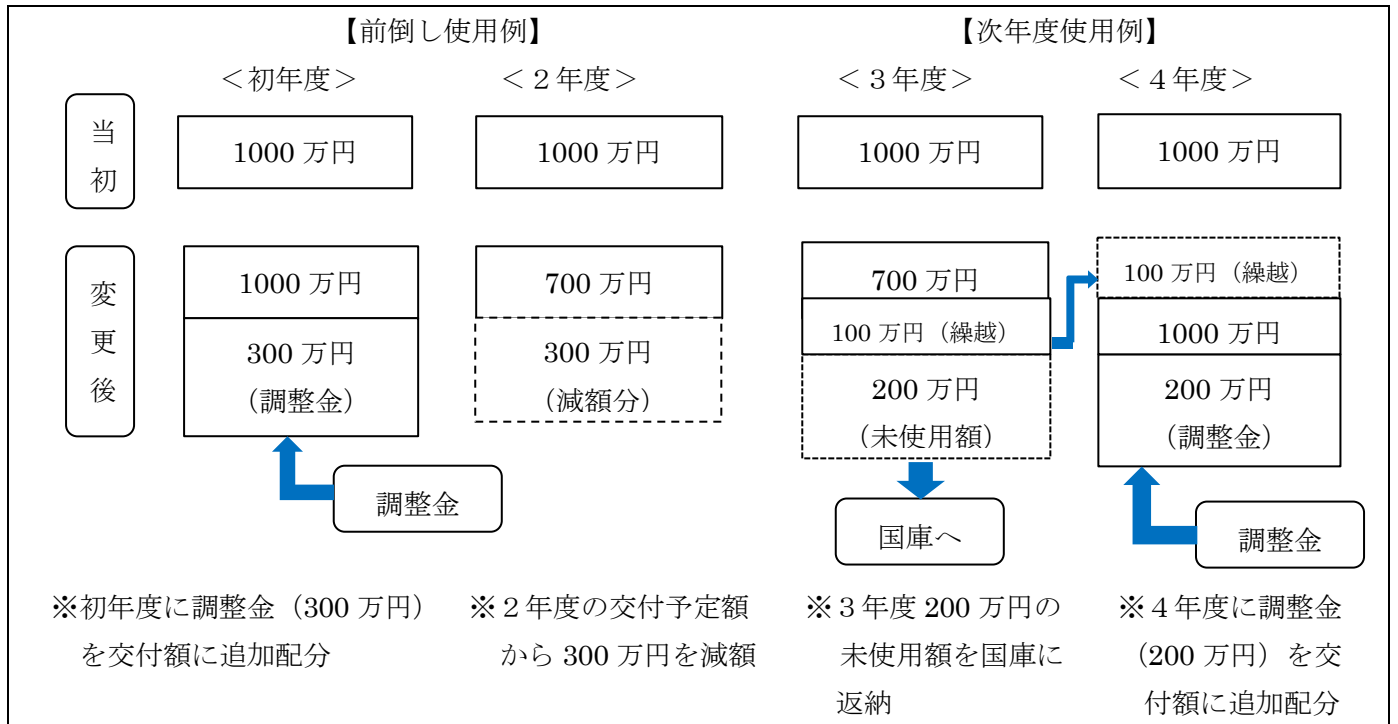 【前倒し使用例】
【次年度使用例】
＜初年度＞
＜２年度＞
＜３年度＞
＜４年度＞
当
初
1000 万円
1000 万円
1000 万円
1000 万円
変
更
後
1000 万円
300 万円
（調整金）
700 万円
300 万円
（減額分）
700 万円
100 万円（繰越）
200 万円
（未使用額）
100 万円（繰越）
1000 万円
200 万円
（調整金）
調整金
国庫へ
調整金
※初年度に調整金（300 万円）
を交付額に追加配分
※２年度の交付予定額
から 300 万円を減額
※３年度 200 万円の
未使用額を国庫に
返納
※４年度に調整金
（200 万円）を交
付額に追加配分